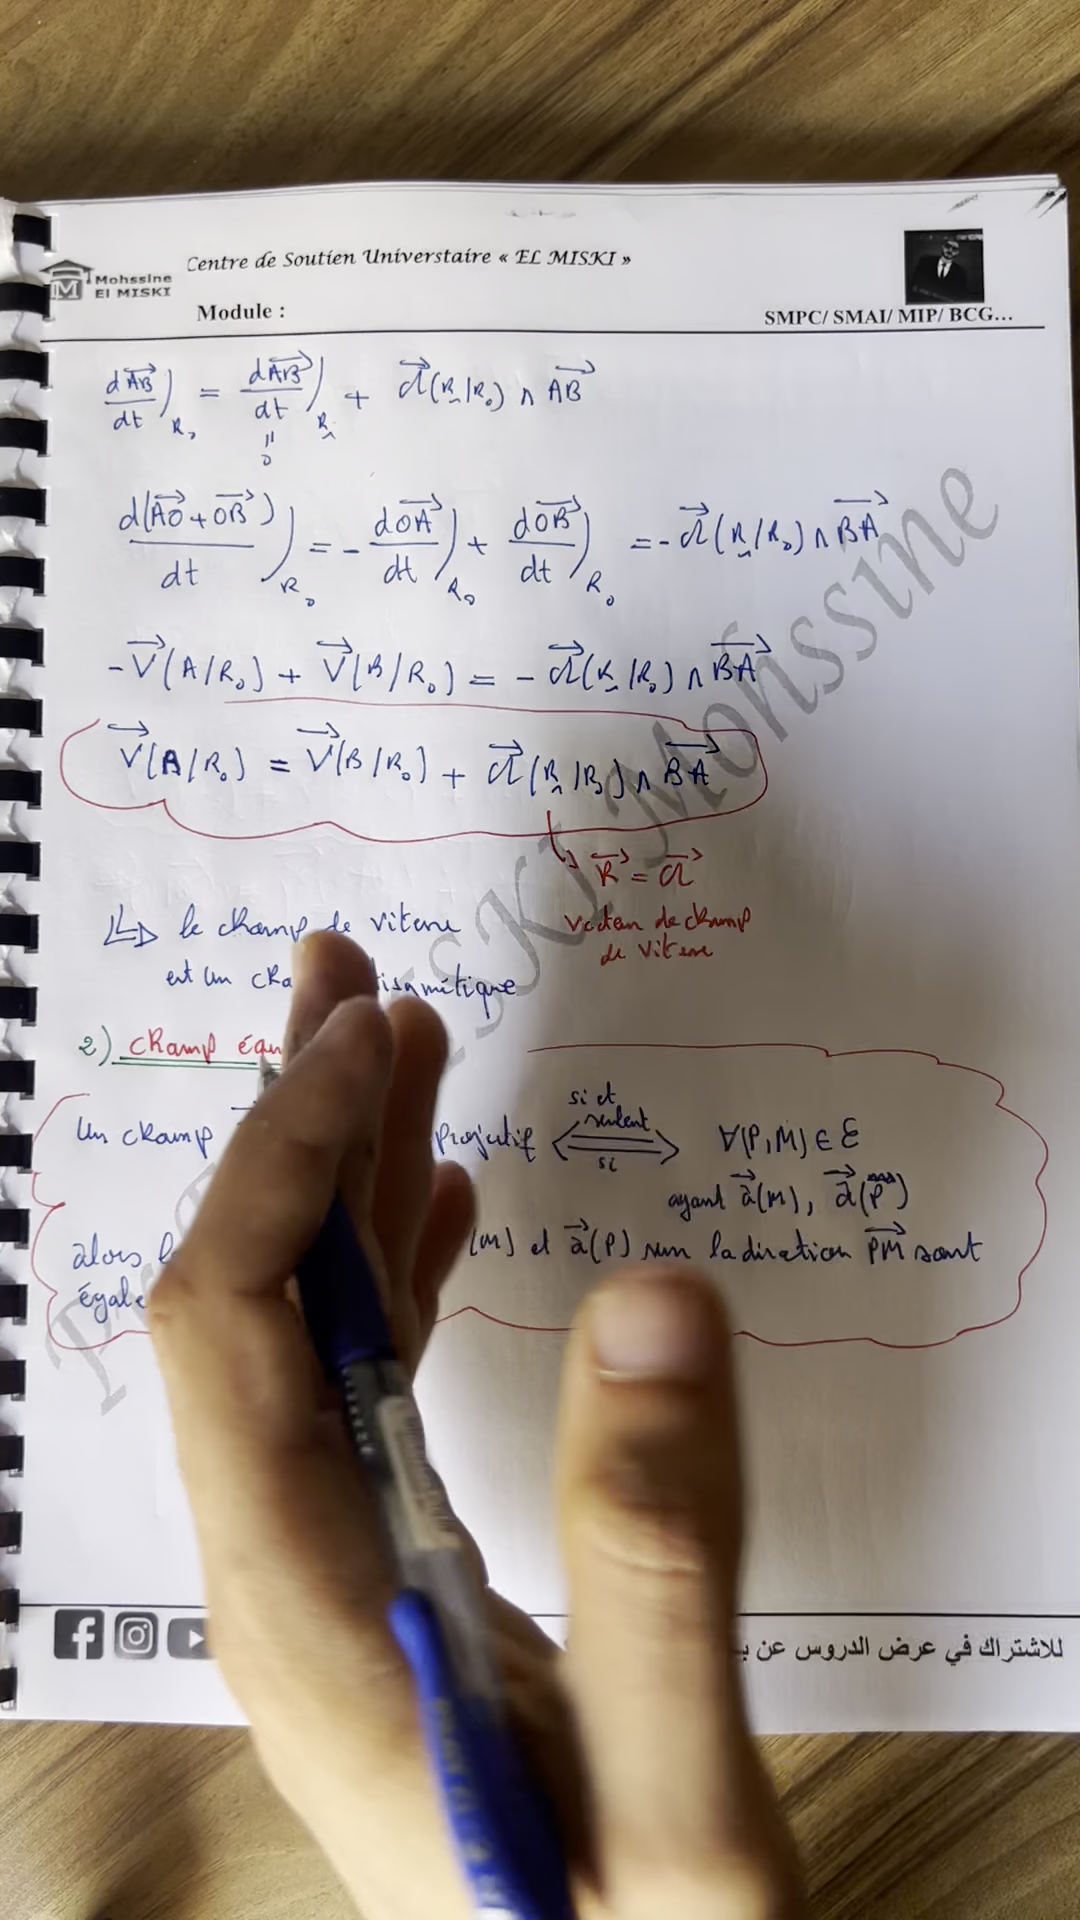 Centre de Soutien Universtaire « EL MISKI »
Mohssine
El MISKI
Module :
SMPC/ SMAI/ MIP/ BCG...
dAB/dt)R₀ = dAB/dt)R₁ + Ω(R₁/R₀) ∧ AB
"
0
d(AO+OB)/dt)R₀ = - dOA/dt)R₀ + dOB/dt)R₀ = - Ω(R₁/R₀) ∧ BA
-V(A/R₀) + V(B/R₀) = - Ω(R₁/R₀) ∧ BA
V(A/R₀) = V(B/R₀) + Ω(R₁/R₀) ∧ BA
R = Ω
le champ de vitesse
vecteur de champ
de vitesse
est un
2) champ
si et
seulement
si
Un champ projectif ⟺ ∀(P,M) ∈ E
ayant a(M), a(P)
alors (M) et a(P) sur la direction PM sont
للاشتراك في عرض الدروس عن